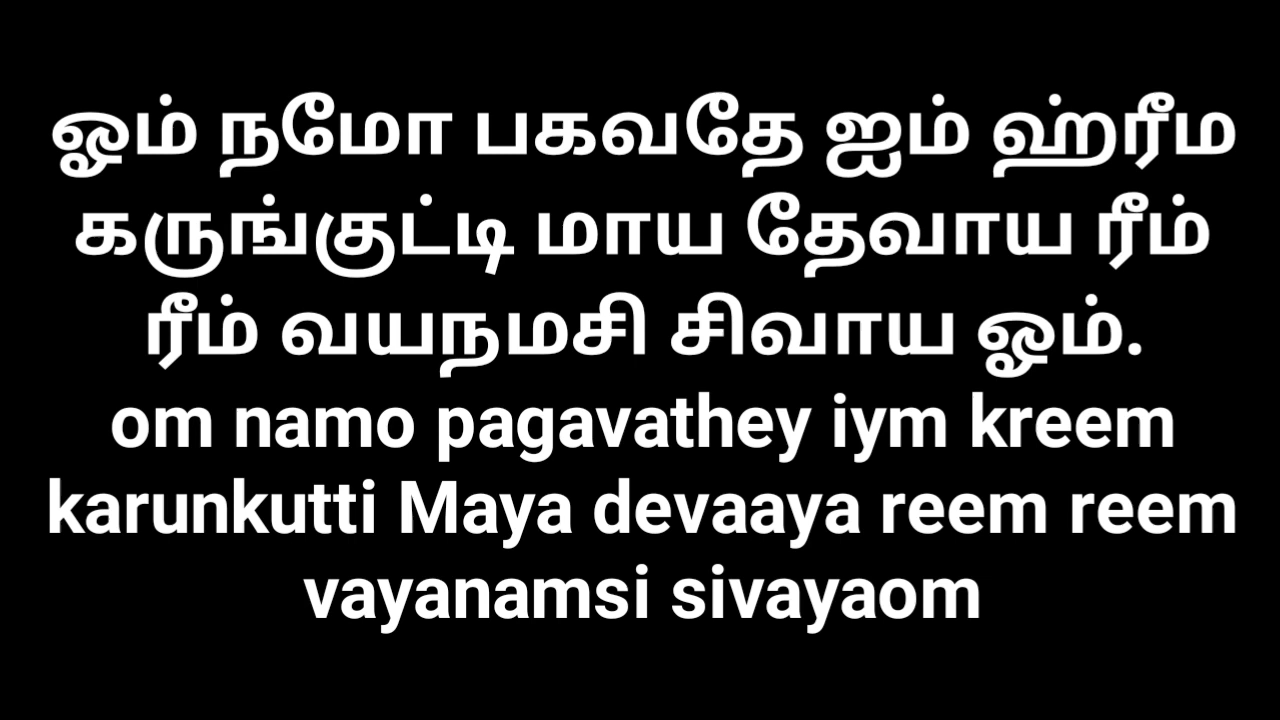 ஓம் நமோ பகவதே ஐம் ஹ்ரீம
கருங்குட்டி மாய தேவாய ரீம்
ரீம் வயநமசி சிவாய ஓம்.
om namo pagavathey iym kreem
karunkutti Maya devaaya reem reem
vayanamsi sivayaom